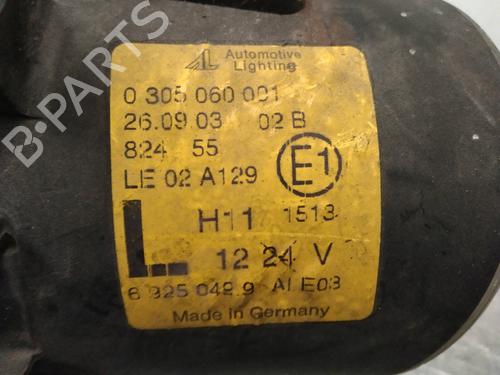 AL Automotive
Lighting
0 305 060 001
26.09.03 02 B
824 55
LE 02 A129
E1
L H11 1513
12 24 V
6 925 042.9 AL E03
Made in Germany
B-PARTS